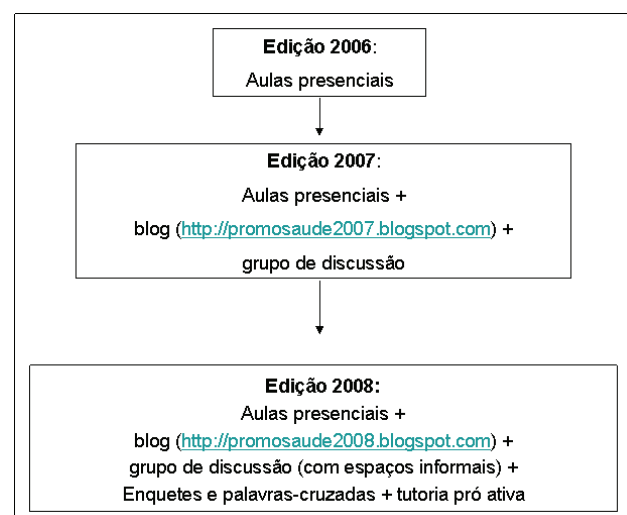 Edição 2006:
Aulas presenciais
Edição 2007:
Aulas presenciais +
blog (http://promosaude2007.blogspot.com) +
grupo de discussão
Edição 2008:
Aulas presenciais +
blog (http://promosaude2008.blogspot.com) +
grupo de discussão (com espaços informais) +
Enquetes e palavras-cruzadas + tutoria pró ativa